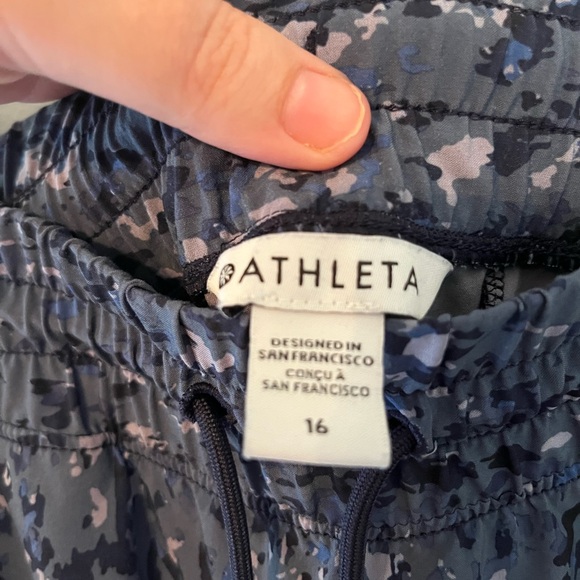 ATHLETA
DESIGNED IN
SAN FRANCISCO
CONÇU À
SAN FRANCISCO
16